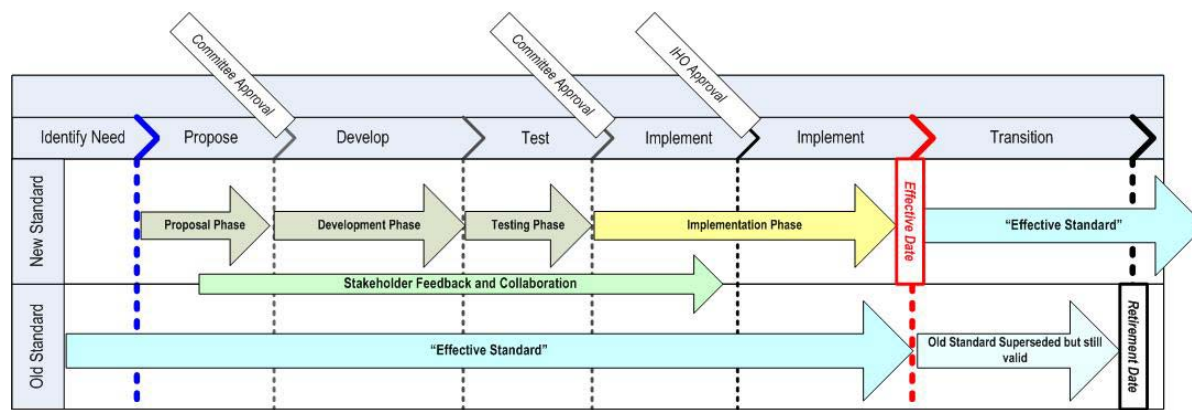 Committee Approval
Committee Approval
IHO Approval
Identify Need
Propose
Develop
Test
Implement
Implement
Transition
New Standard
Proposal Phase
Development Phase
Testing Phase
Implementation Phase
Effective Date
“Effective Standard”
Stakeholder Feedback and Collaboration
Old Standard
“Effective Standard”
Old Standard Superseded but still
valid
Retirement Date